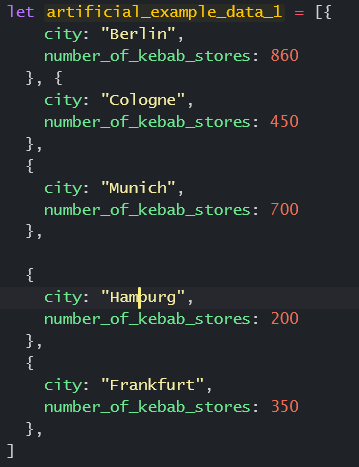 let artificial_example_data_1 = [{
city: "Berlin",
number_of_kebab_stores: 860
}, {
city: "Cologne",
number_of_kebab_stores: 450
},
{
city: "Munich",
number_of_kebab_stores: 700
},
{
city: "Hamburg",
number_of_kebab_stores: 200
},
{
city: "Frankfurt",
number_of_kebab_stores: 350
},
]